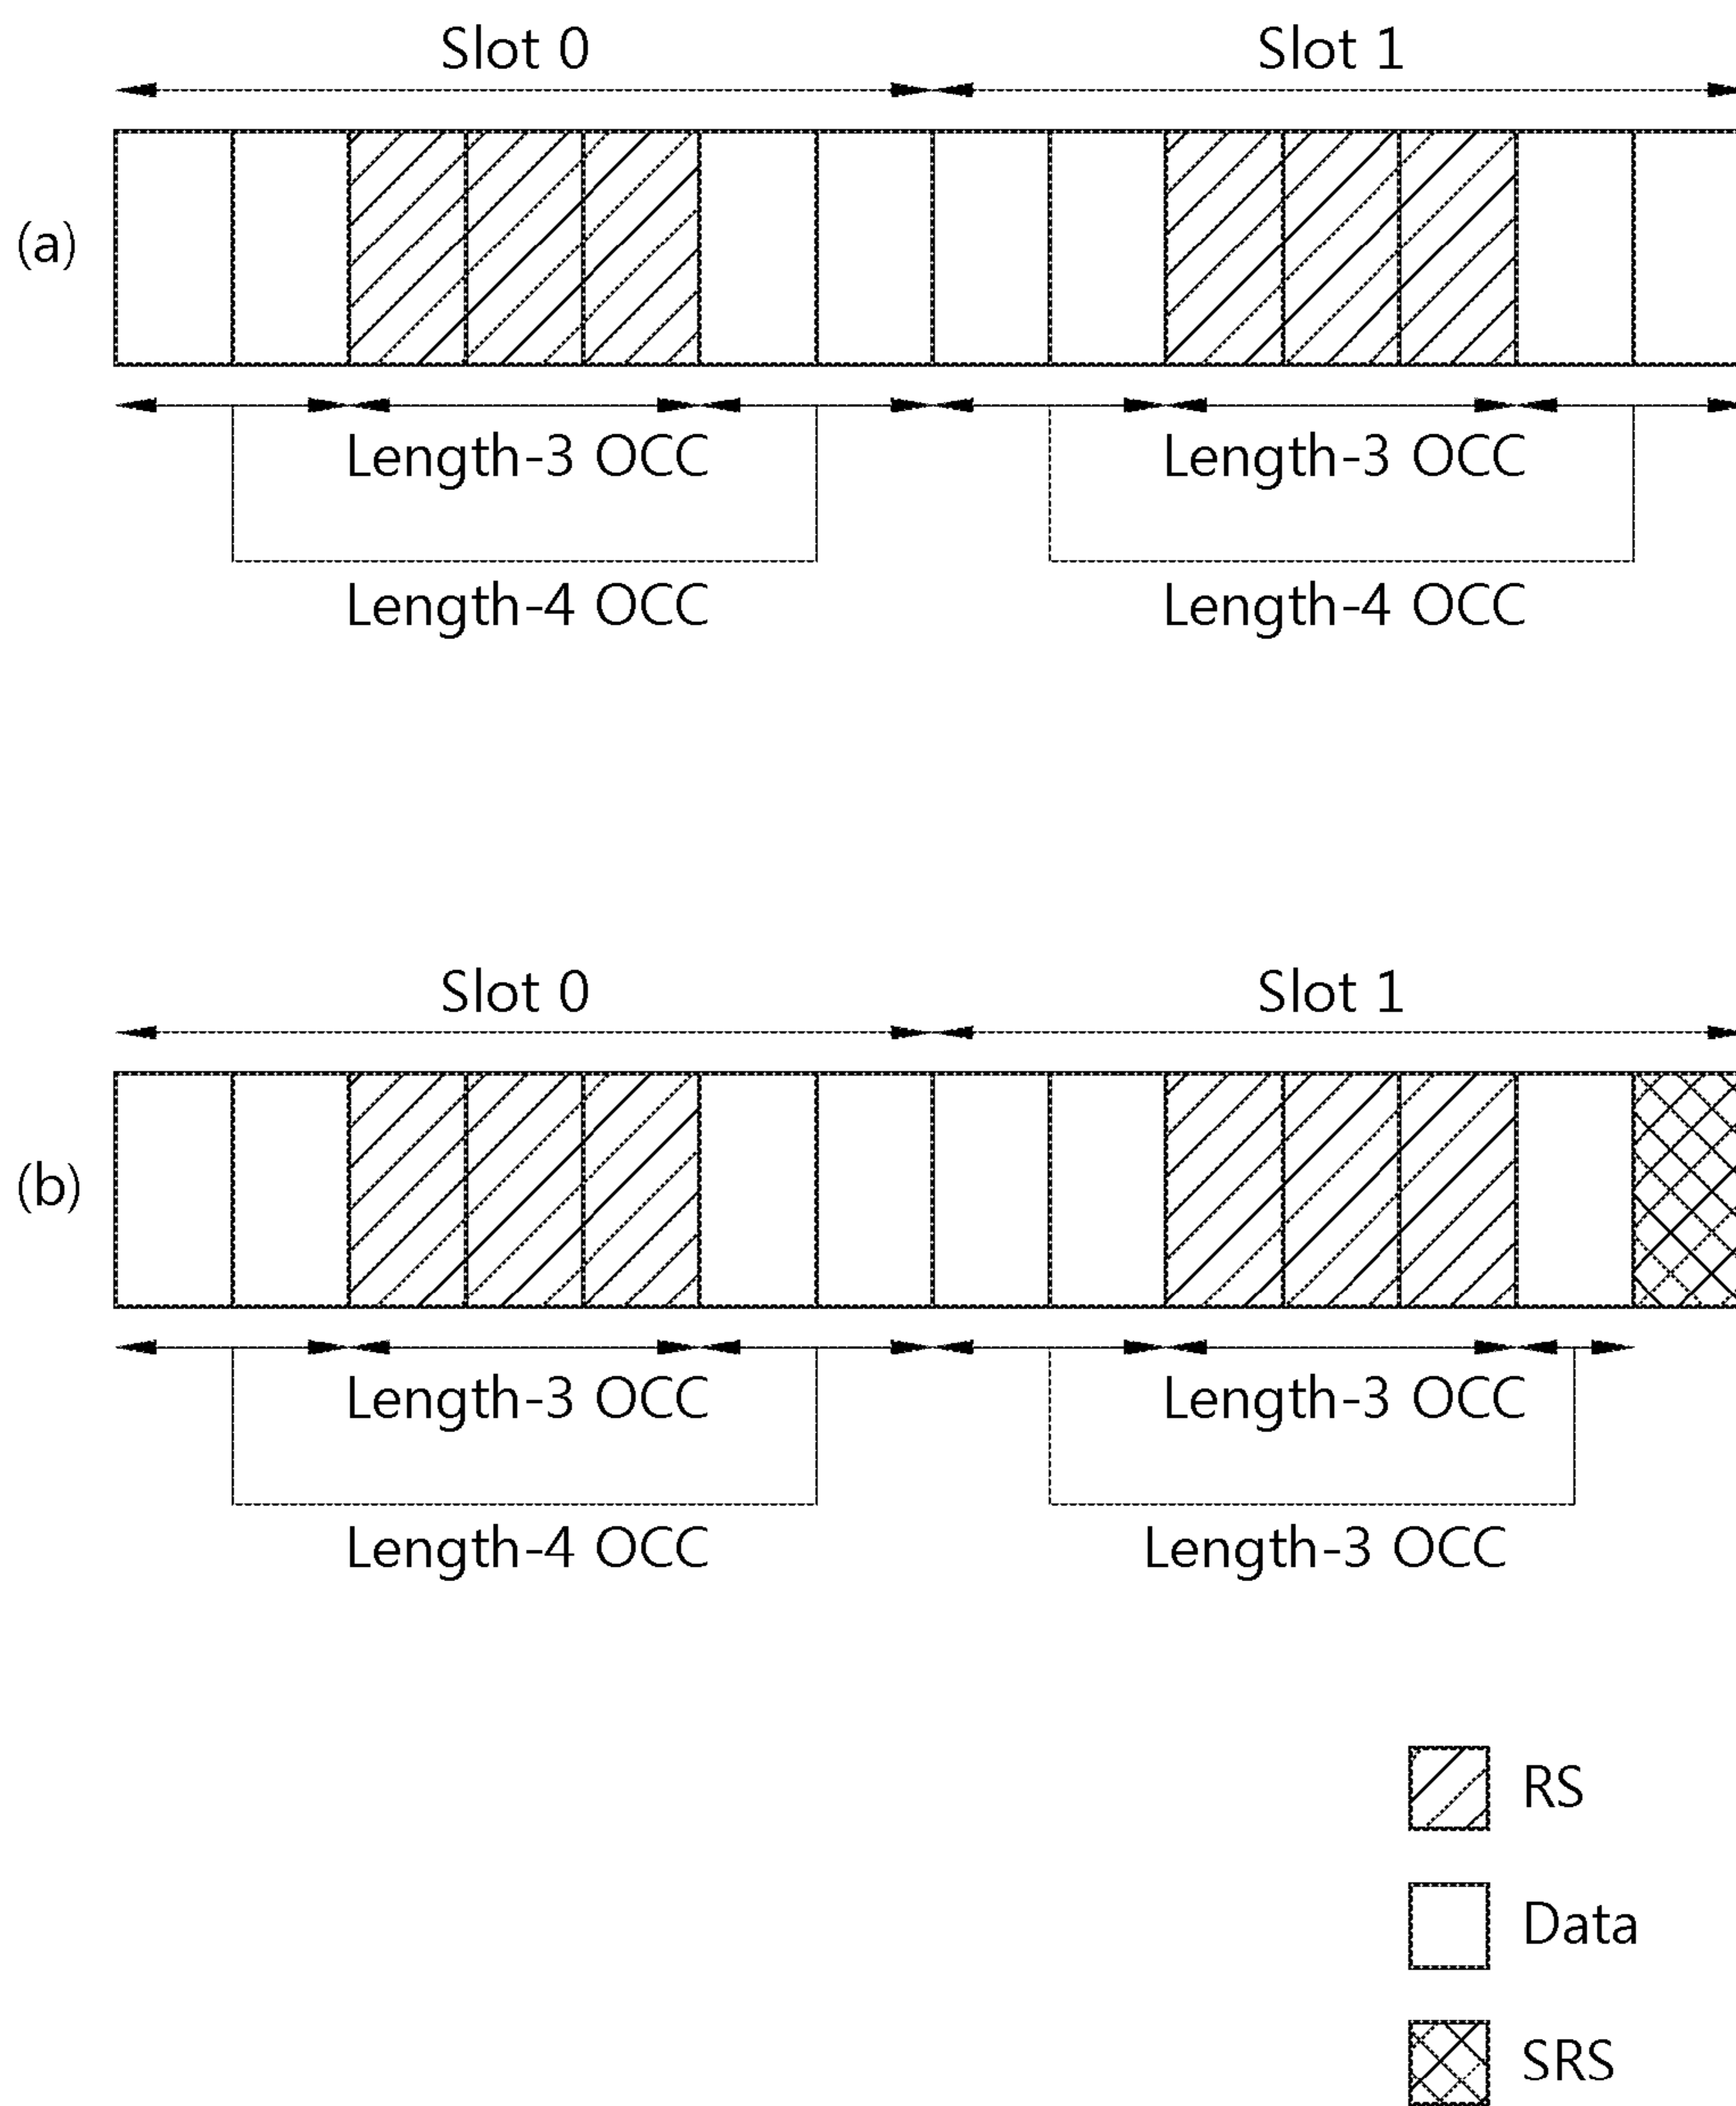 Slot 0 Slot 1
(a)
Length-3 OCC Length-3 OCC
Length-4 OCC Length-4 OCC
Slot 0 Slot 1
(b)
Length-3 OCC Length-3 OCC
Length-4 OCC Length-3 OCC
RS
Data
SRS